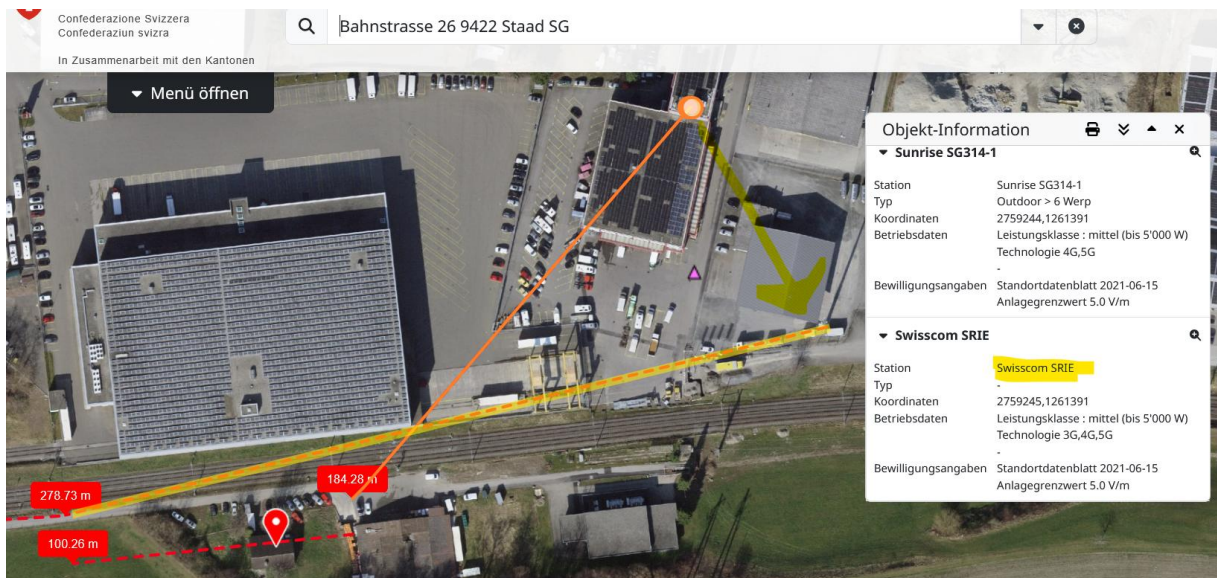 Confederazione Svizzera
Confederaziun svizra
In Zusammenarbeit mit den Kantonen
Bahnstrasse 26 9422 Staad SG
Menü öffnen
Objekt-Information
Sunrise SG314-1
Station Sunrise SG314-1
Typ Outdoor > 6 Werp
Koordinaten 2759244,1261391
Betriebsdaten Leistungsklasse : mittel (bis 5'000 W)
Technologie 4G,5G
-
Bewilligungsangaben Standortdatenblatt 2021-06-15
Anlagegrenzwert 5.0 V/m
Swisscom SRIE
Station Swisscom SRIE
Typ -
Koordinaten 2759245,1261391
Betriebsdaten Leistungsklasse : mittel (bis 5'000 W)
Technologie 3G,4G,5G
-
Bewilligungsangaben Standortdatenblatt 2021-06-15
Anlagegrenzwert 5.0 V/m
184.28 m
278.73 m
100.26 m